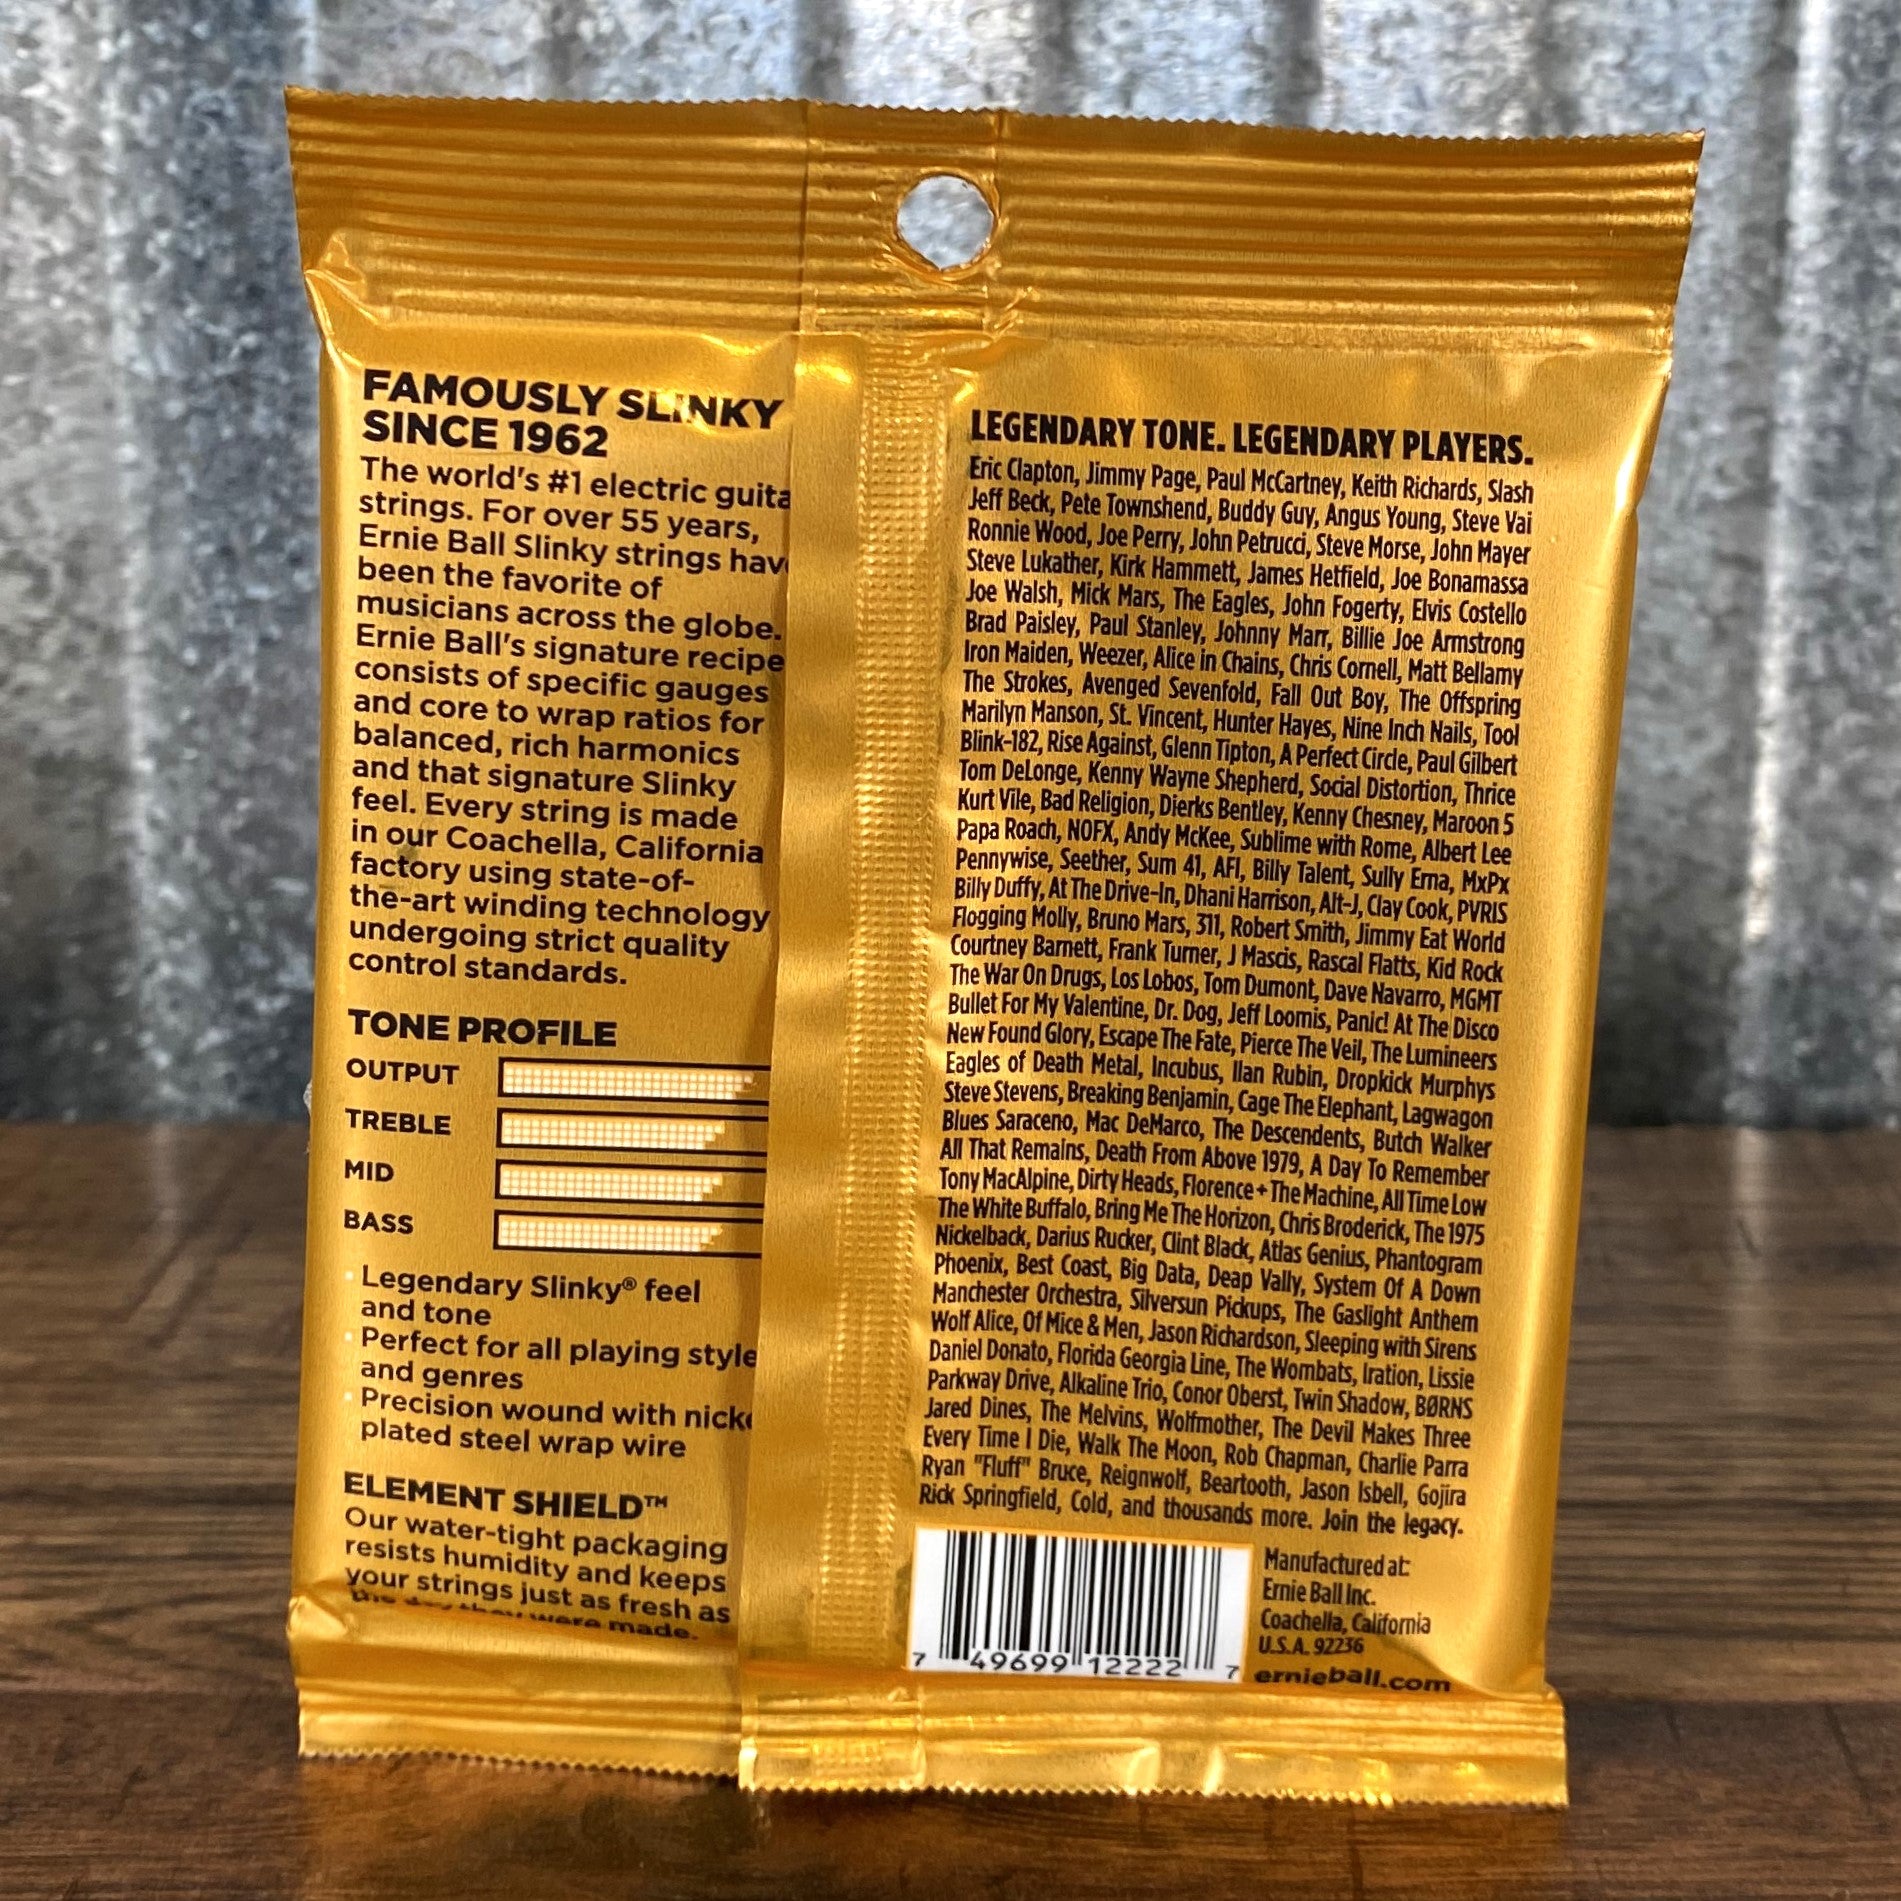 FAMOUSLY SLINKY
SINCE 1962
The world's #1 electric guita
strings. For over 55 years,
Ernie Ball Slinky strings hav
been the favorite of
musicians across the globe.
Ernie Ball's signature recipe
consists of specific gauges
and core to wrap ratios for
balanced, rich harmonics
and that signature Slinky
feel. Every string is made
in our Coachella, California
factory using state-of-
the-art winding technology
undergoing strict quality
control standards.
TONE PROFILE
OUTPUT
TREBLE
MID
BASS
· Legendary Slinky® feel
and tone
· Perfect for all playing style
and genres
· Precision wound with nicke
plated steel wrap wire
ELEMENT SHIELD™
Our water-tight packaging
resists humidity and keeps
your strings just as fresh as
the day they were made.
LEGENDARY TONE. LEGENDARY PLAYERS.
Eric Clapton, Jimmy Page, Paul McCartney, Keith Richards, Slash
Jeff Beck, Pete Townshend, Buddy Guy, Angus Young, Steve Vai
Ronnie Wood, Joe Perry, John Petrucci, Steve Morse, John Mayer
Steve Lukather, Kirk Hammett, James Hetfield, Joe Bonamassa
Joe Walsh, Mick Mars, The Eagles, John Fogerty, Elvis Costello
Brad Paisley, Paul Stanley, Johnny Marr, Billie Joe Armstrong
Iron Maiden, Weezer, Alice in Chains, Chris Cornell, Matt Bellamy
The Strokes, Avenged Sevenfold, Fall Out Boy, The Offspring
Marilyn Manson, St. Vincent, Hunter Hayes, Nine Inch Nails, Tool
Blink-182, Rise Against, Glenn Tipton, A Perfect Circle, Paul Gilbert
Tom DeLonge, Kenny Wayne Shepherd, Social Distortion, Thrice
Kurt Vile, Bad Religion, Dierks Bentley, Kenny Chesney, Maroon 5
Papa Roach, NOFX, Andy McKee, Sublime with Rome, Albert Lee
Pennywise, Seether, Sum 41, AFI, Billy Talent, Sully Erna, MxPx
Billy Duffy, At The Drive-In, Dhani Harrison, Alt-J, Clay Cook, PVRIS
Flogging Molly, Bruno Mars, 311, Robert Smith, Jimmy Eat World
Courtney Barnett, Frank Turner, J Mascis, Rascal Flatts, Kid Rock
The War On Drugs, Los Lobos, Tom Dumont, Dave Navarro, MGMT
Bullet For My Valentine, Dr. Dog, Jeff Loomis, Panic! At The Disco
New Found Glory, Escape The Fate, Pierce The Veil, The Lumineers
Eagles of Death Metal, Incubus, Ilan Rubin, Dropkick Murphys
Steve Stevens, Breaking Benjamin, Cage The Elephant, Lagwagon
Blues Saraceno, Mac DeMarco, The Descendents, Butch Walker
All That Remains, Death From Above 1979, A Day To Remember
Tony MacAlpine, Dirty Heads, Florence + The Machine, All Time Low
The White Buffalo, Bring Me The Horizon, Chris Broderick, The 1975
Nickelback, Darius Rucker, Clint Black, Atlas Genius, Phantogram
Phoenix, Best Coast, Big Data, Deap Vally, System Of A Down
Manchester Orchestra, Silversun Pickups, The Gaslight Anthem
Wolf Alice, Of Mice & Men, Jason Richardson, Sleeping with Sirens
Daniel Donato, Florida Georgia Line, The Wombats, Iration, Lissie
Parkway Drive, Alkaline Trio, Conor Oberst, Twin Shadow, BØRNS
Jared Dines, The Melvins, Wolfmother, The Devil Makes Three
Every Time I Die, Walk The Moon, Rob Chapman, Charlie Parra
Ryan "Fluff" Bruce, Reignwolf, Beartooth, Jason Isbell, Gojira
Rick Springfield, Cold, and thousands more. Join the legacy.
7 49699 12222 7
Manufactured at:
Ernie Ball Inc.
Coachella, California
U.S.A. 92236
ernieball.com